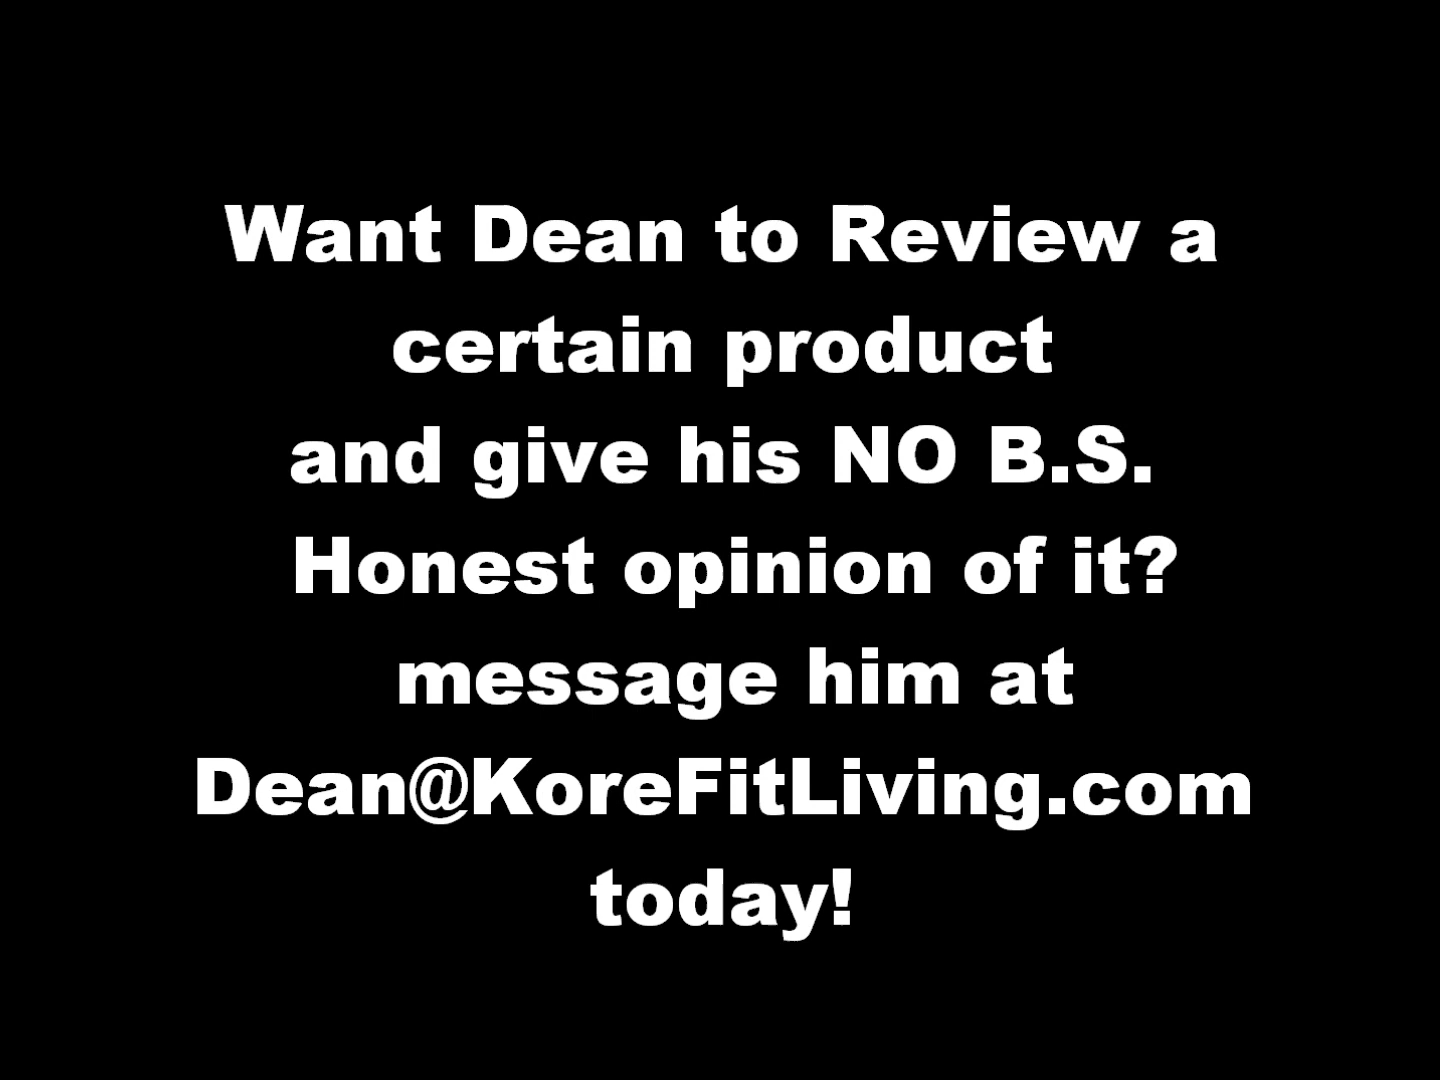 Want Dean to Review a
certain product
and give his NO B.S.
Honest opinion of it?
message him at
Dean@KoreFitLiving.com
today!